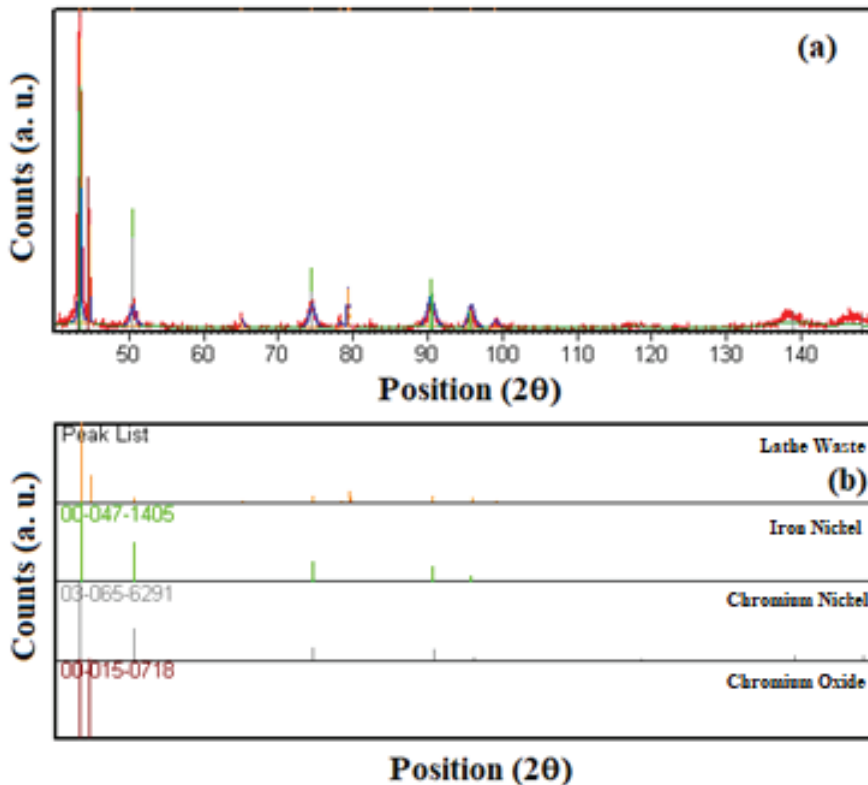 (a)
Counts (a. u.)
50 60 70 80 90 100 110 120 130 140
Position (2θ)
Peak List
Lathe Waste
(b)
00-047-1405
Iron Nickel
Counts (a. u.)
03-065-6291
Chromium Nickel
00-015-0718
Chromium Oxide
Position (2θ)